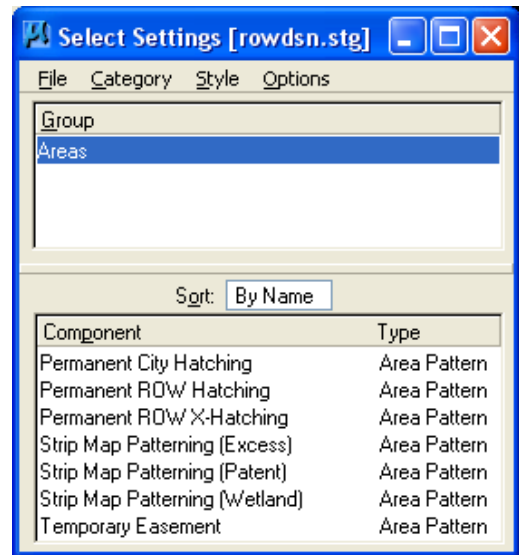 Select Settings [rowdsn.stg]
File Category Style Options
Group
Areas
Sort: By Name
Component Type
Permanent City Hatching Area Pattern
Permanent ROW Hatching Area Pattern
Permanent ROW X-Hatching Area Pattern
Strip Map Patterning (Excess) Area Pattern
Strip Map Patterning (Patent) Area Pattern
Strip Map Patterning (Wetland) Area Pattern
Temporary Easement Area Pattern